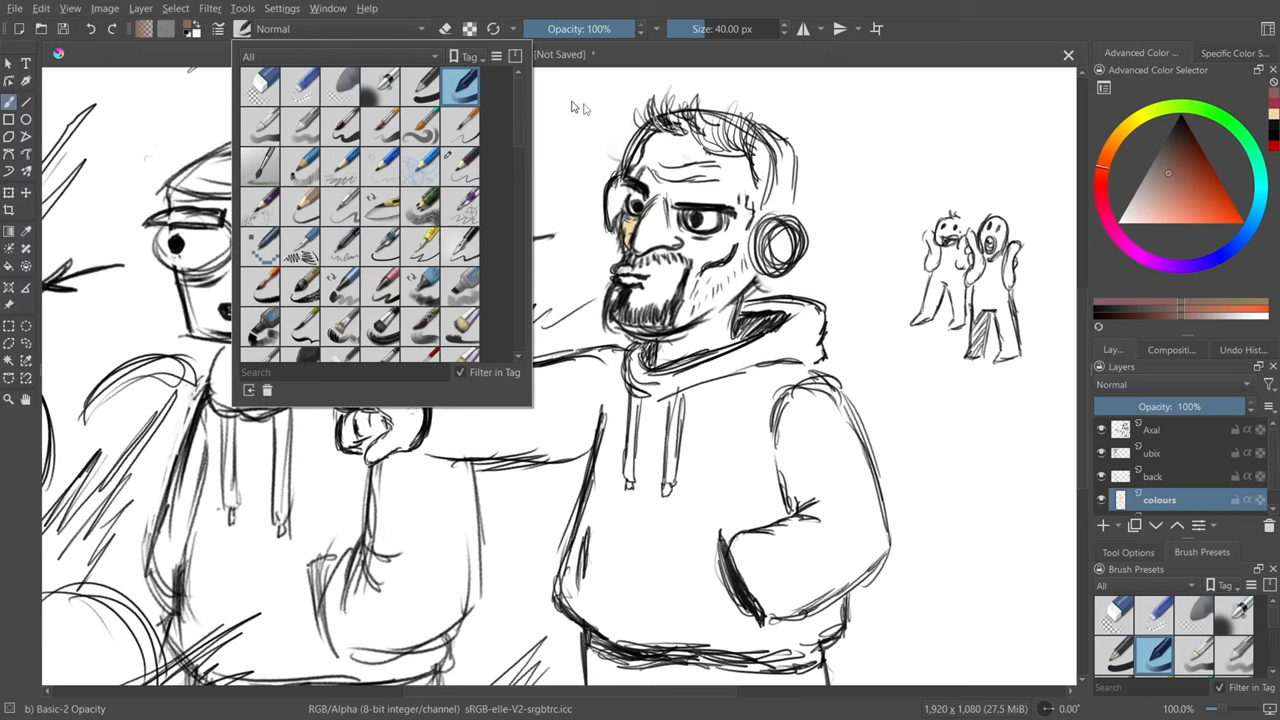 File Edit View Image Layer Select Filter Tools Settings Window Help
Normal Opacity: 100% Size: 40.00 px
[Not Saved] *
All Tag
Search Filter in Tag
Advanced Color ... Specific Color S...
Advanced Color Selector
Lay... Compositi... Undo Hist...
Layers
Normal
Opacity: 100%
Axal
ubix
back
colours
Tool Options Brush Presets
Brush Presets
All Tag
Search Filter in Tag
b) Basic-2 Opacity RGB/Alpha (8-bit integer/channel) sRGB-elle-V2-srgbtrc.icc 1,920 x 1,080 (27.5 MiB) 0.00° 100.0%